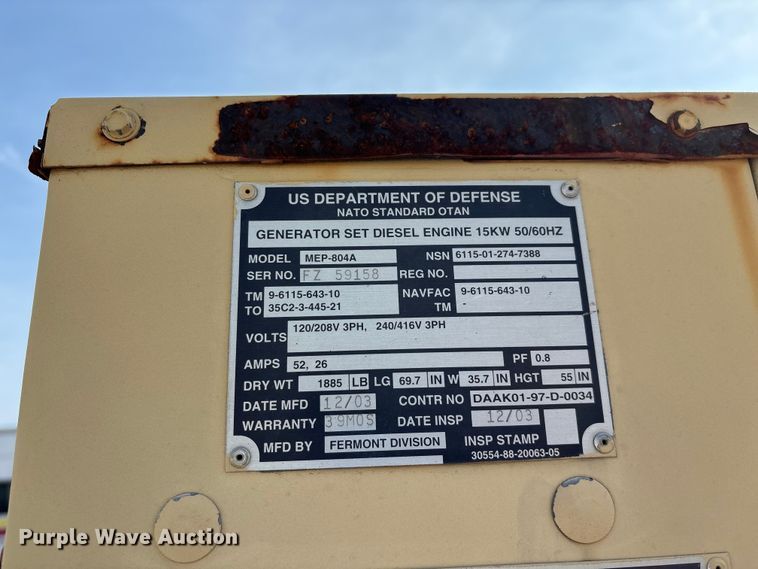 US DEPARTMENT OF DEFENSE
NATO STANDARD OTAN
GENERATOR SET DIESEL ENGINE 15KW 50/60HZ
MODEL MEP-804A NSN 6115-01-274-7388
SER NO. FZ 59158 REG NO.
TM 9-6115-643-10 NAVFAC 9-6115-643-10
TO 35C2-3-445-21 TM -
VOLTS 120/208V 3PH, 240/416V 3PH
AMPS 52, 26 PF 0.8
DRY WT 1885 LB LG 69.7 IN W 35.7 IN HGT 55 IN
DATE MFD 12/03 CONTR NO DAAK01-97-D-0034
WARRANTY 39MOS DATE INSP 12/03
MFD BY FERMONT DIVISION INSP STAMP
30554-88-20063-05
Purple Wave Auction